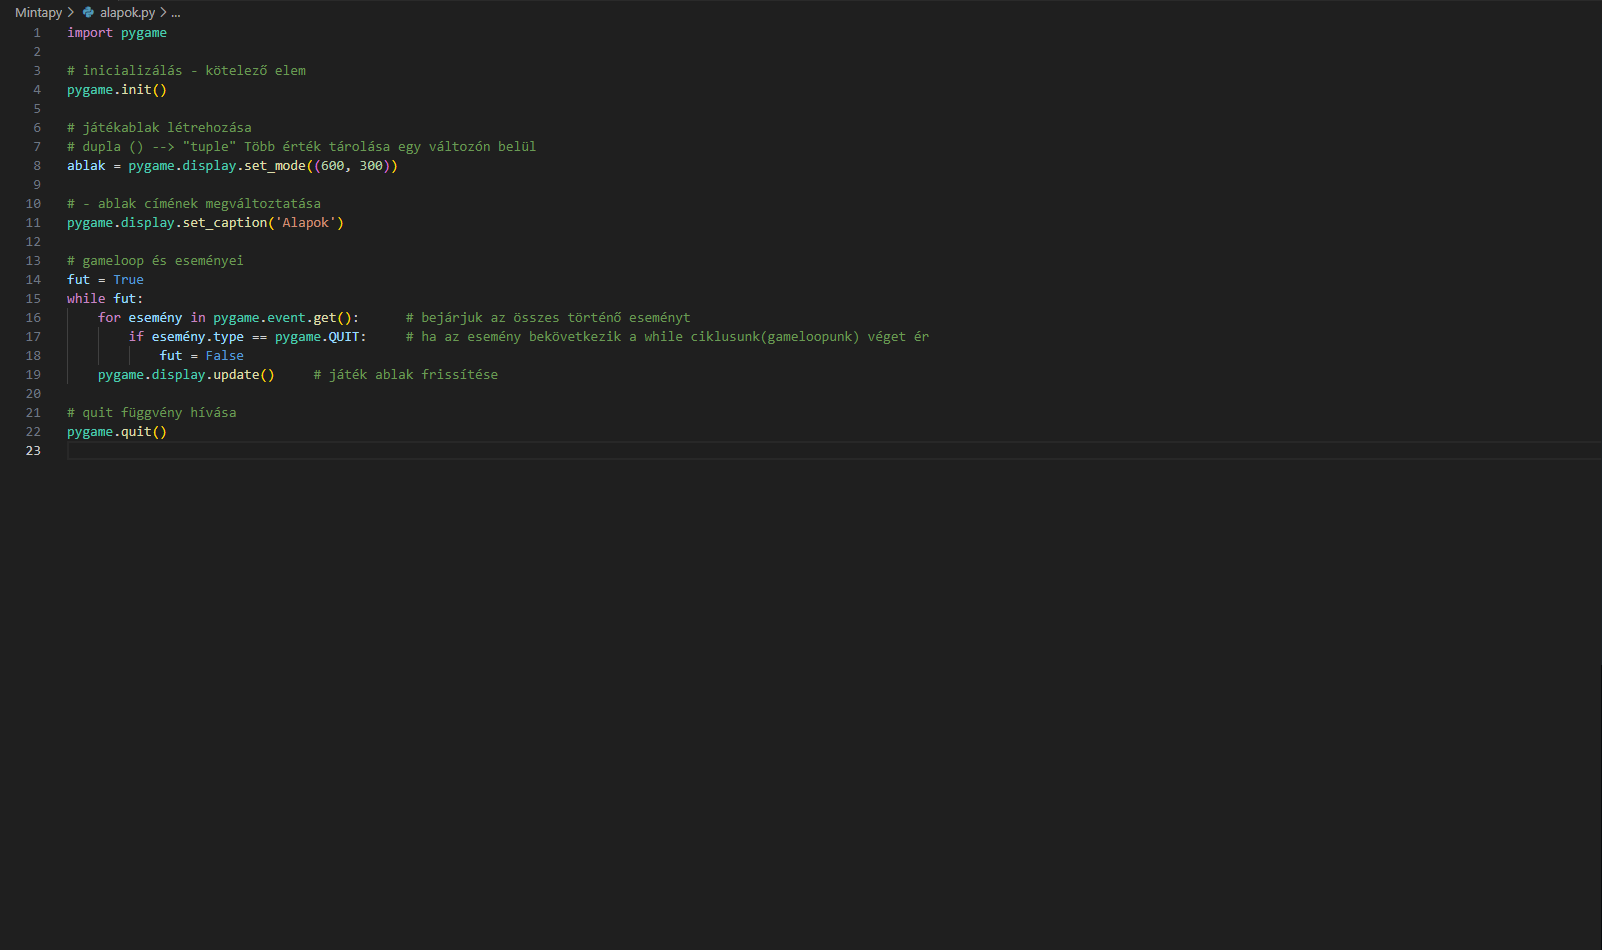 Mintapy > alapok.py > ...
1 import pygame
2
3 # inicializálás - kötelező elem
4 pygame.init()
5
6 # játékablak létrehozása
7 # dupla () --> "tuple" Több érték tárolása egy változón belül
8 ablak = pygame.display.set_mode((600, 300))
9
10 # - ablak címének megváltoztatása
11 pygame.display.set_caption('Alapok')
12
13 # gameloop és eseményei
14 fut = True
15 while fut:
16     for esemény in pygame.event.get():      # bejárjuk az összes történő eseményt
17         if esemény.type == pygame.QUIT:     # ha az esemény bekövetkezik a while ciklusunk(gameloopunk) véget ér
18             fut = False
19     pygame.display.update()     # játék ablak frissítése
20
21 # quit függvény hívása
22 pygame.quit()
23